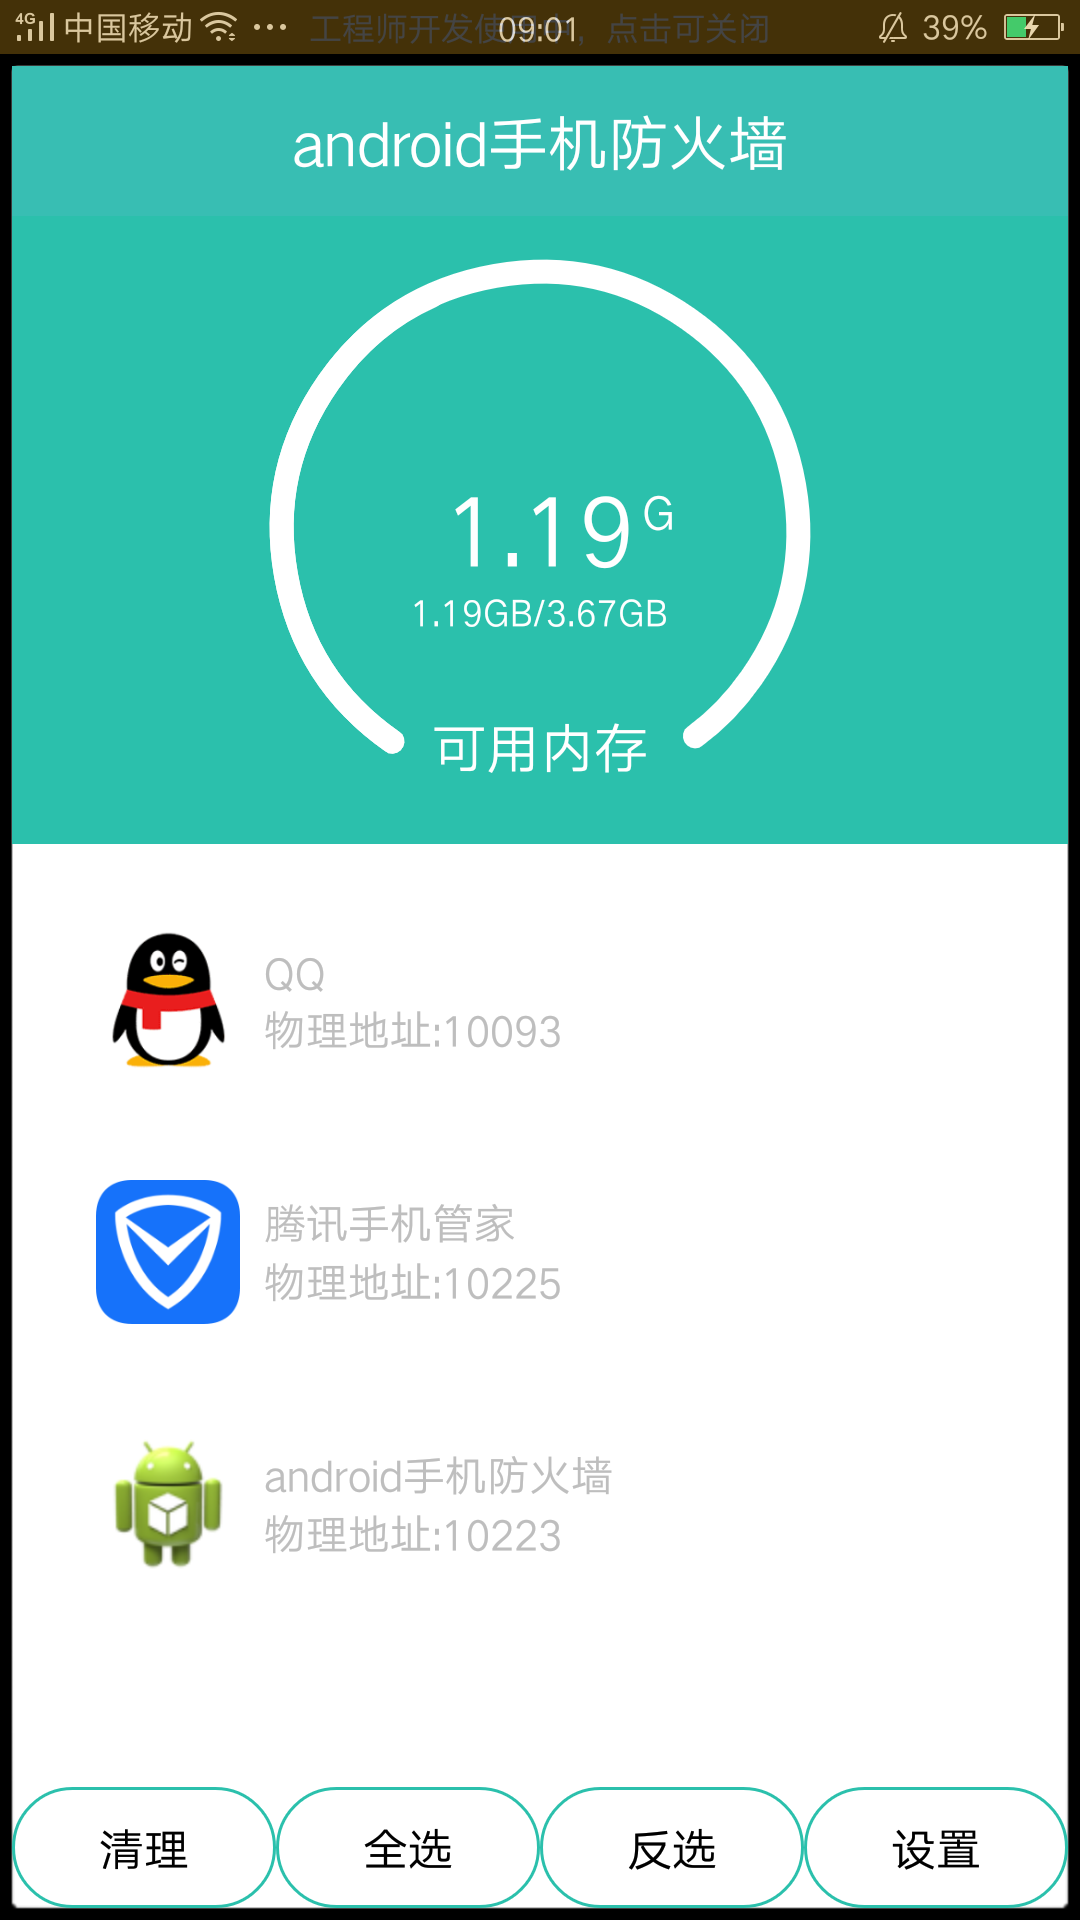 4G 中国移动 ... 工程师开发使用中，点击可关闭 09:01 39%
android手机防火墙
1.19G
1.19GB/3.67GB
可用内存
QQ
物理地址:10093
腾讯手机管家
物理地址:10225
android手机防火墙
物理地址:10223
清理 全选 反选 设置